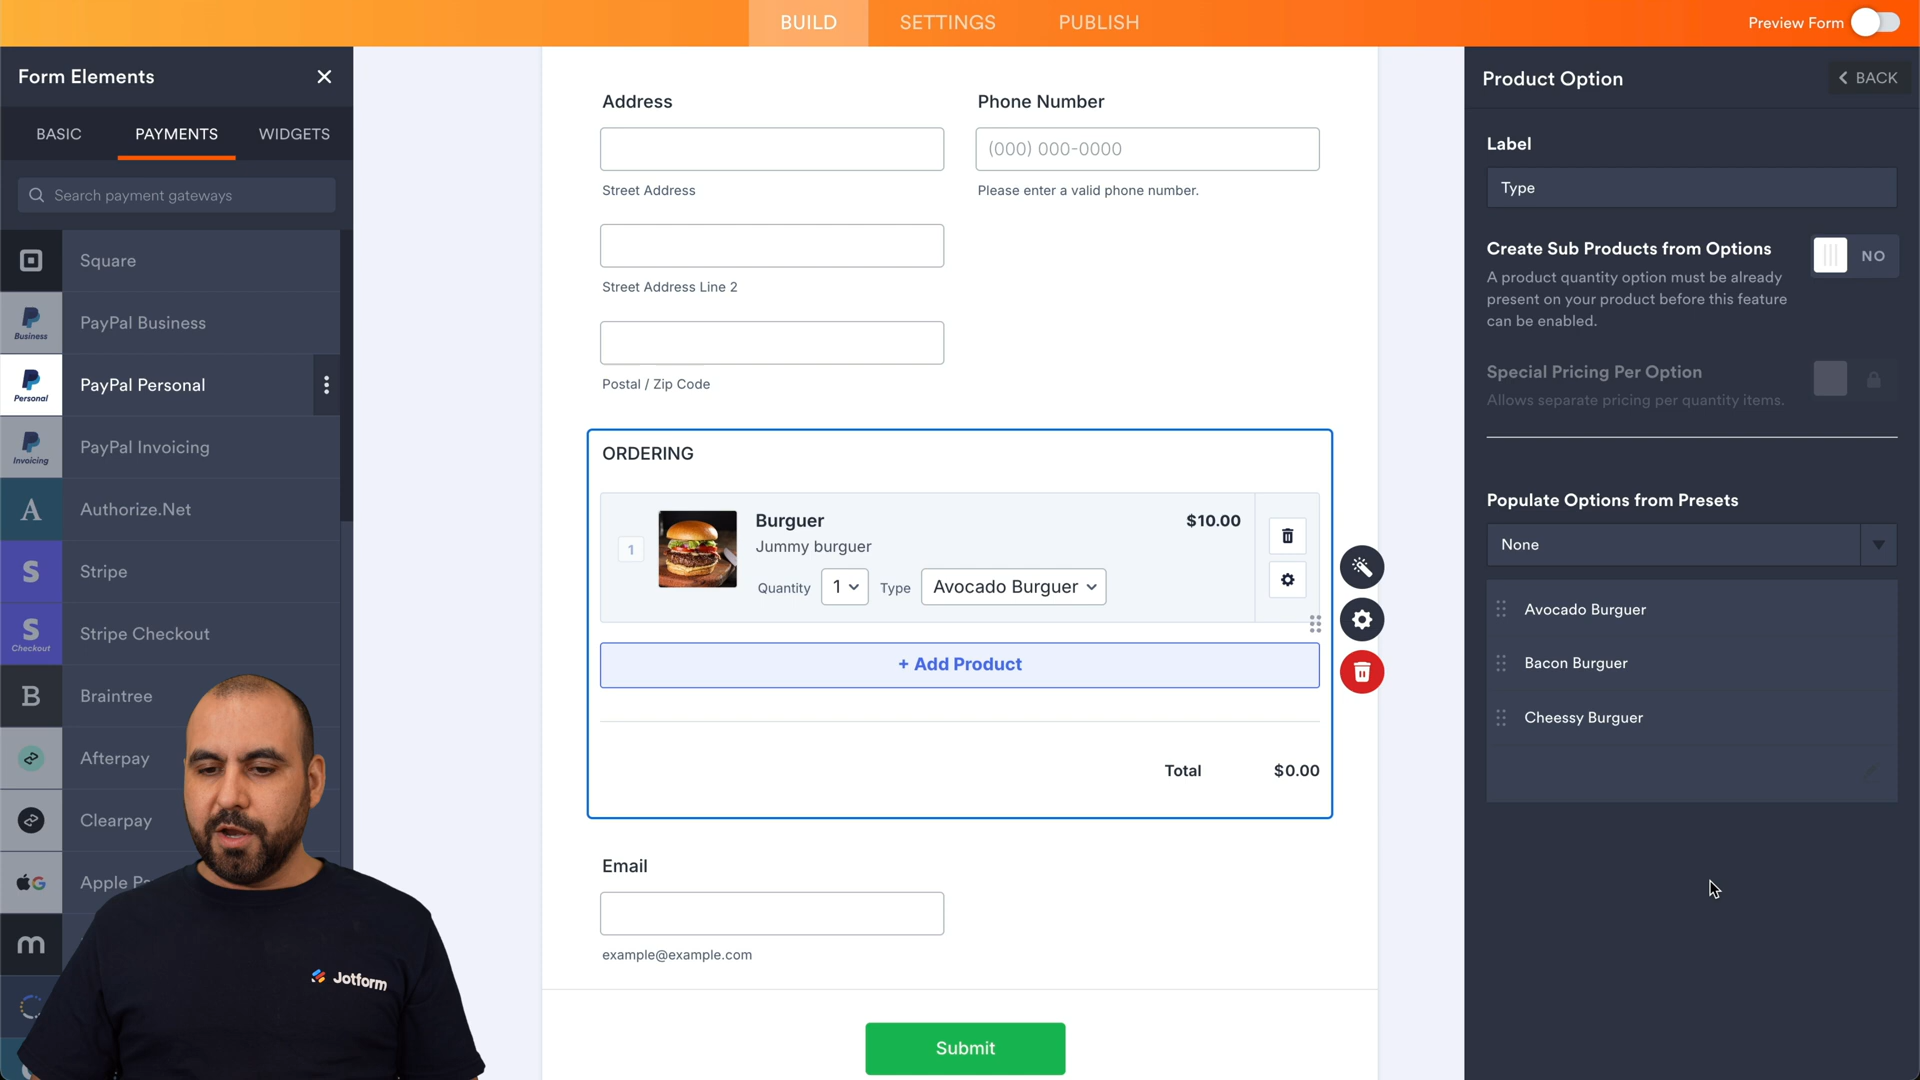 BUILD
SETTINGS
PUBLISH
Preview Form
Form Elements
BASIC
PAYMENTS
WIDGETS
Search payment gateways
Square
Business
PayPal Business
Personal
PayPal Personal
Invoicing
PayPal Invoicing
A
Authorize.Net
S
Stripe
S
Checkout
Stripe Checkout
B
Braintree
Afterpay
Clearpay
G
Apple
m
Jotform
Address
Street Address
Street Address Line 2
Postal / Zip Code
Phone Number
(000) 000-0000
Please enter a valid phone number.
ORDERING
1
Burguer
$10.00
Jummy burguer
Quantity
1
Type
Avocado Burguer
+ Add Product
Total
$0.00
Email
example@example.com
Submit
Product Option
BACK
Label
Type
Create Sub Products from Options
NO
A product quantity option must be already
present on your product before this feature
can be enabled.
Special Pricing Per Option
Allows separate pricing per quantity items.
Populate Options from Presets
None
Avocado Burguer
Bacon Burguer
Cheessy Burguer